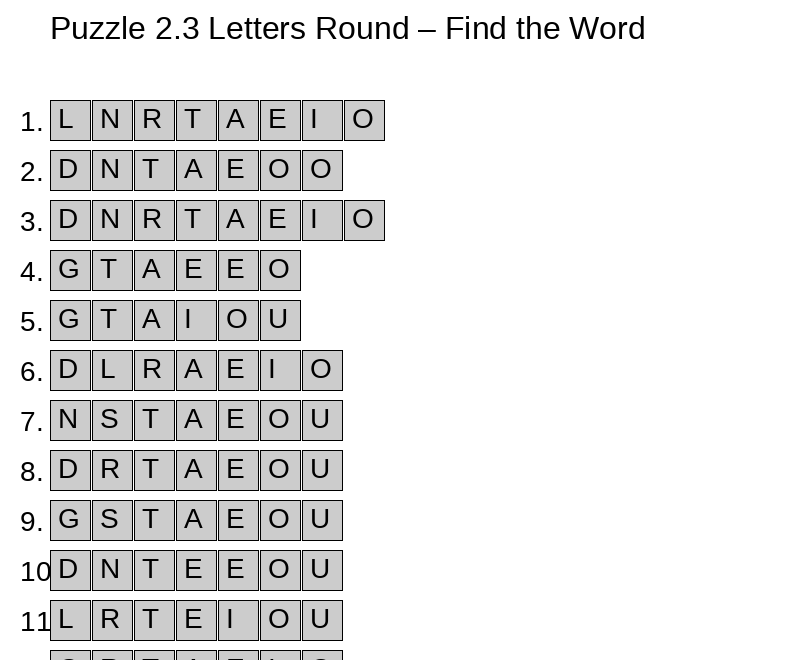 Puzzle 2.3 Letters Round – Find the Word
1. L N R T A E I O
2. D N T A E O O
3. D N R T A E I O
4. G T A E E O
5. G T A I O U
6. D L R A E I O
7. N S T A E O U
8. D R T A E O U
9. G S T A E O U
10 D N T E E O U
11 L R T E I O U